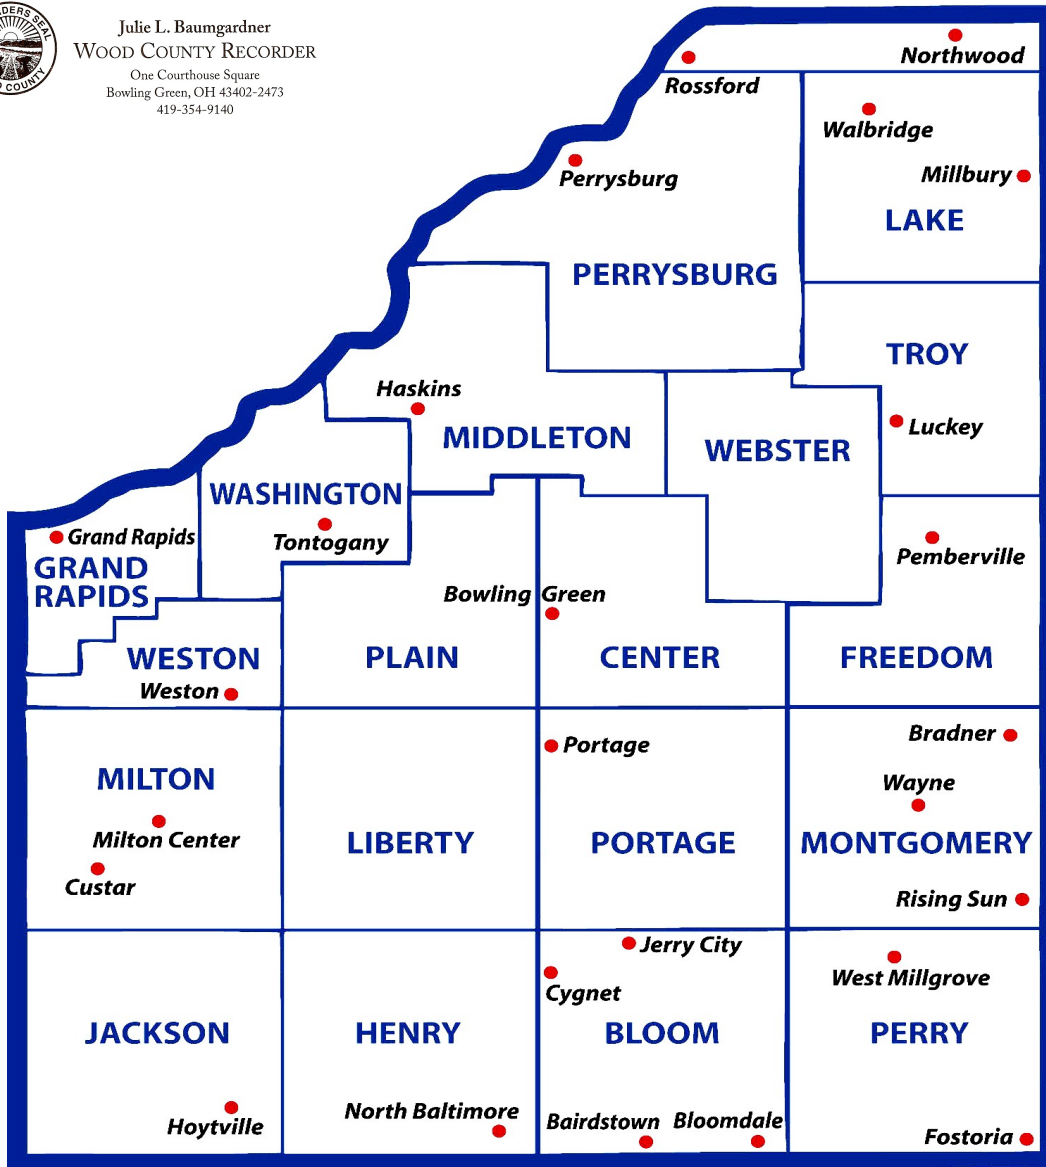 DERS SEAL
COUNTY
Julie L. Baumgardner
WOOD COUNTY RECORDER
One Courthouse Square
Bowling Green, OH 43402-2473
419-354-9140
Northwood
Rossford
Walbridge
Perrysburg
Millbury
LAKE
PERRYSBURG
TROY
Haskins
Luckey
MIDDLETON
WEBSTER
WASHINGTON
Grand Rapids
Tontogany
Pemberville
GRAND
RAPIDS
Bowling Green
WESTON
PLAIN
CENTER
FREEDOM
Weston
Bradner
Portage
MILTON
Wayne
Milton Center
LIBERTY
PORTAGE
MONTGOMERY
Custar
Rising Sun
Jerry City
West Millgrove
Cygnet
JACKSON
HENRY
BLOOM
PERRY
North Baltimore
Bairdstown
Bloomdale
Hoytville
Fostoria